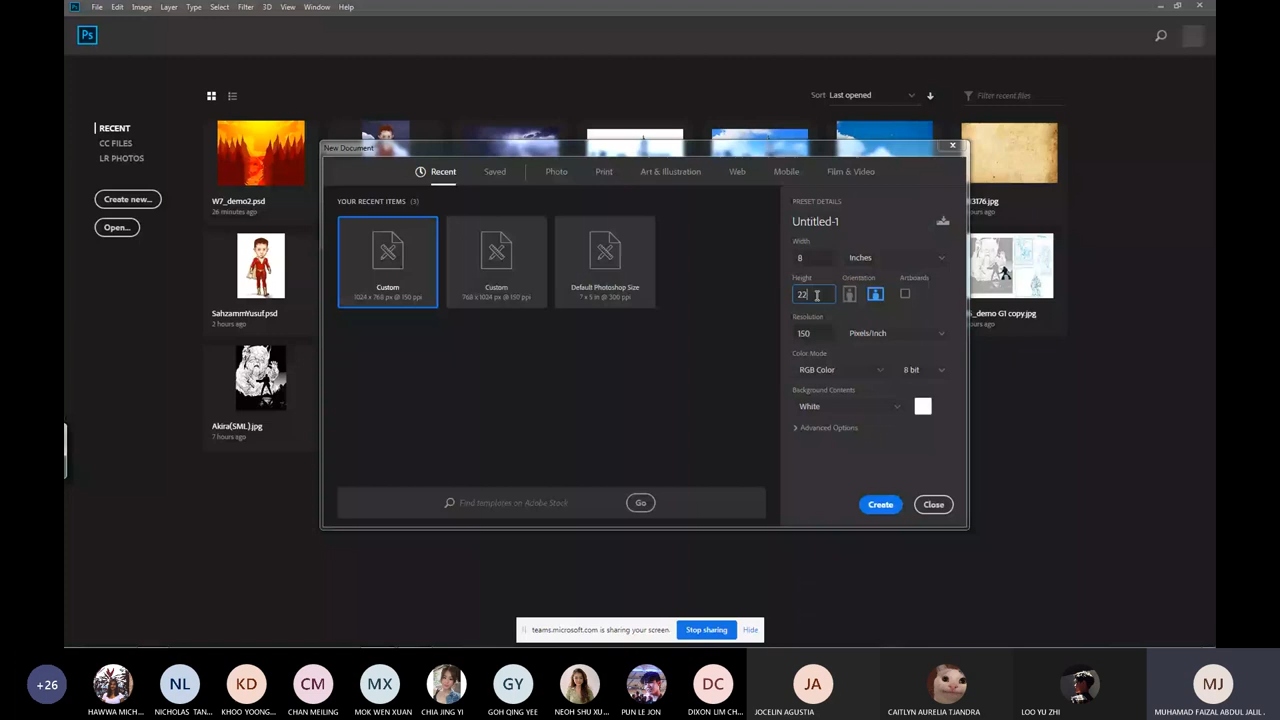 Ps File Edit Image Layer Type Select Filter 3D View Window Help
Ps
Sort Last opened Filter recent files
RECENT
CC FILES
LR PHOTOS
Create new...
Open...
W7_demo2.psd
26 minutes ago
SahzammYusuf.psd
2 hours ago
Akira(SML).jpg
7 hours ago
New Document
Recent Saved Photo Print Art & Illustration Web Mobile Film & Video
YOUR RECENT ITEMS (3)
Custom
1024 x 768 px @ 150 ppi
Custom
768 x 1024 px @ 150 ppi
Default Photoshop Size
7 x 5 in @ 300 ppi
Find templates on Adobe Stock Go
PRESET DETAILS
Untitled-1
Width
8 Inches
Height Orientation Artboards
22
Resolution
150 Pixels/Inch
Color Mode
RGB Color 8 bit
Background Contents
White
Advanced Options
Create Close
3176.jpg
_demo G1 copy.jpg
teams.microsoft.com is sharing your screen. Stop sharing Hide
+26
HAWWA MICH...
NL
NICHOLAS TAN...
KD
KHOO YOONG...
CM
CHAN MEILING
MX
MOK WEN XUAN
CHIA JING YI
GY
GOH QING YEE
NEOH SHU XU...
PUN LE JON
DC
DIXON LIM CH...
JA
JOCELIN AGUSTIA
CAITLYN AURELIA TJANDRA
LOO YU ZHI
MJ
MUHAMAD FAIZAL ABDUL JALIL